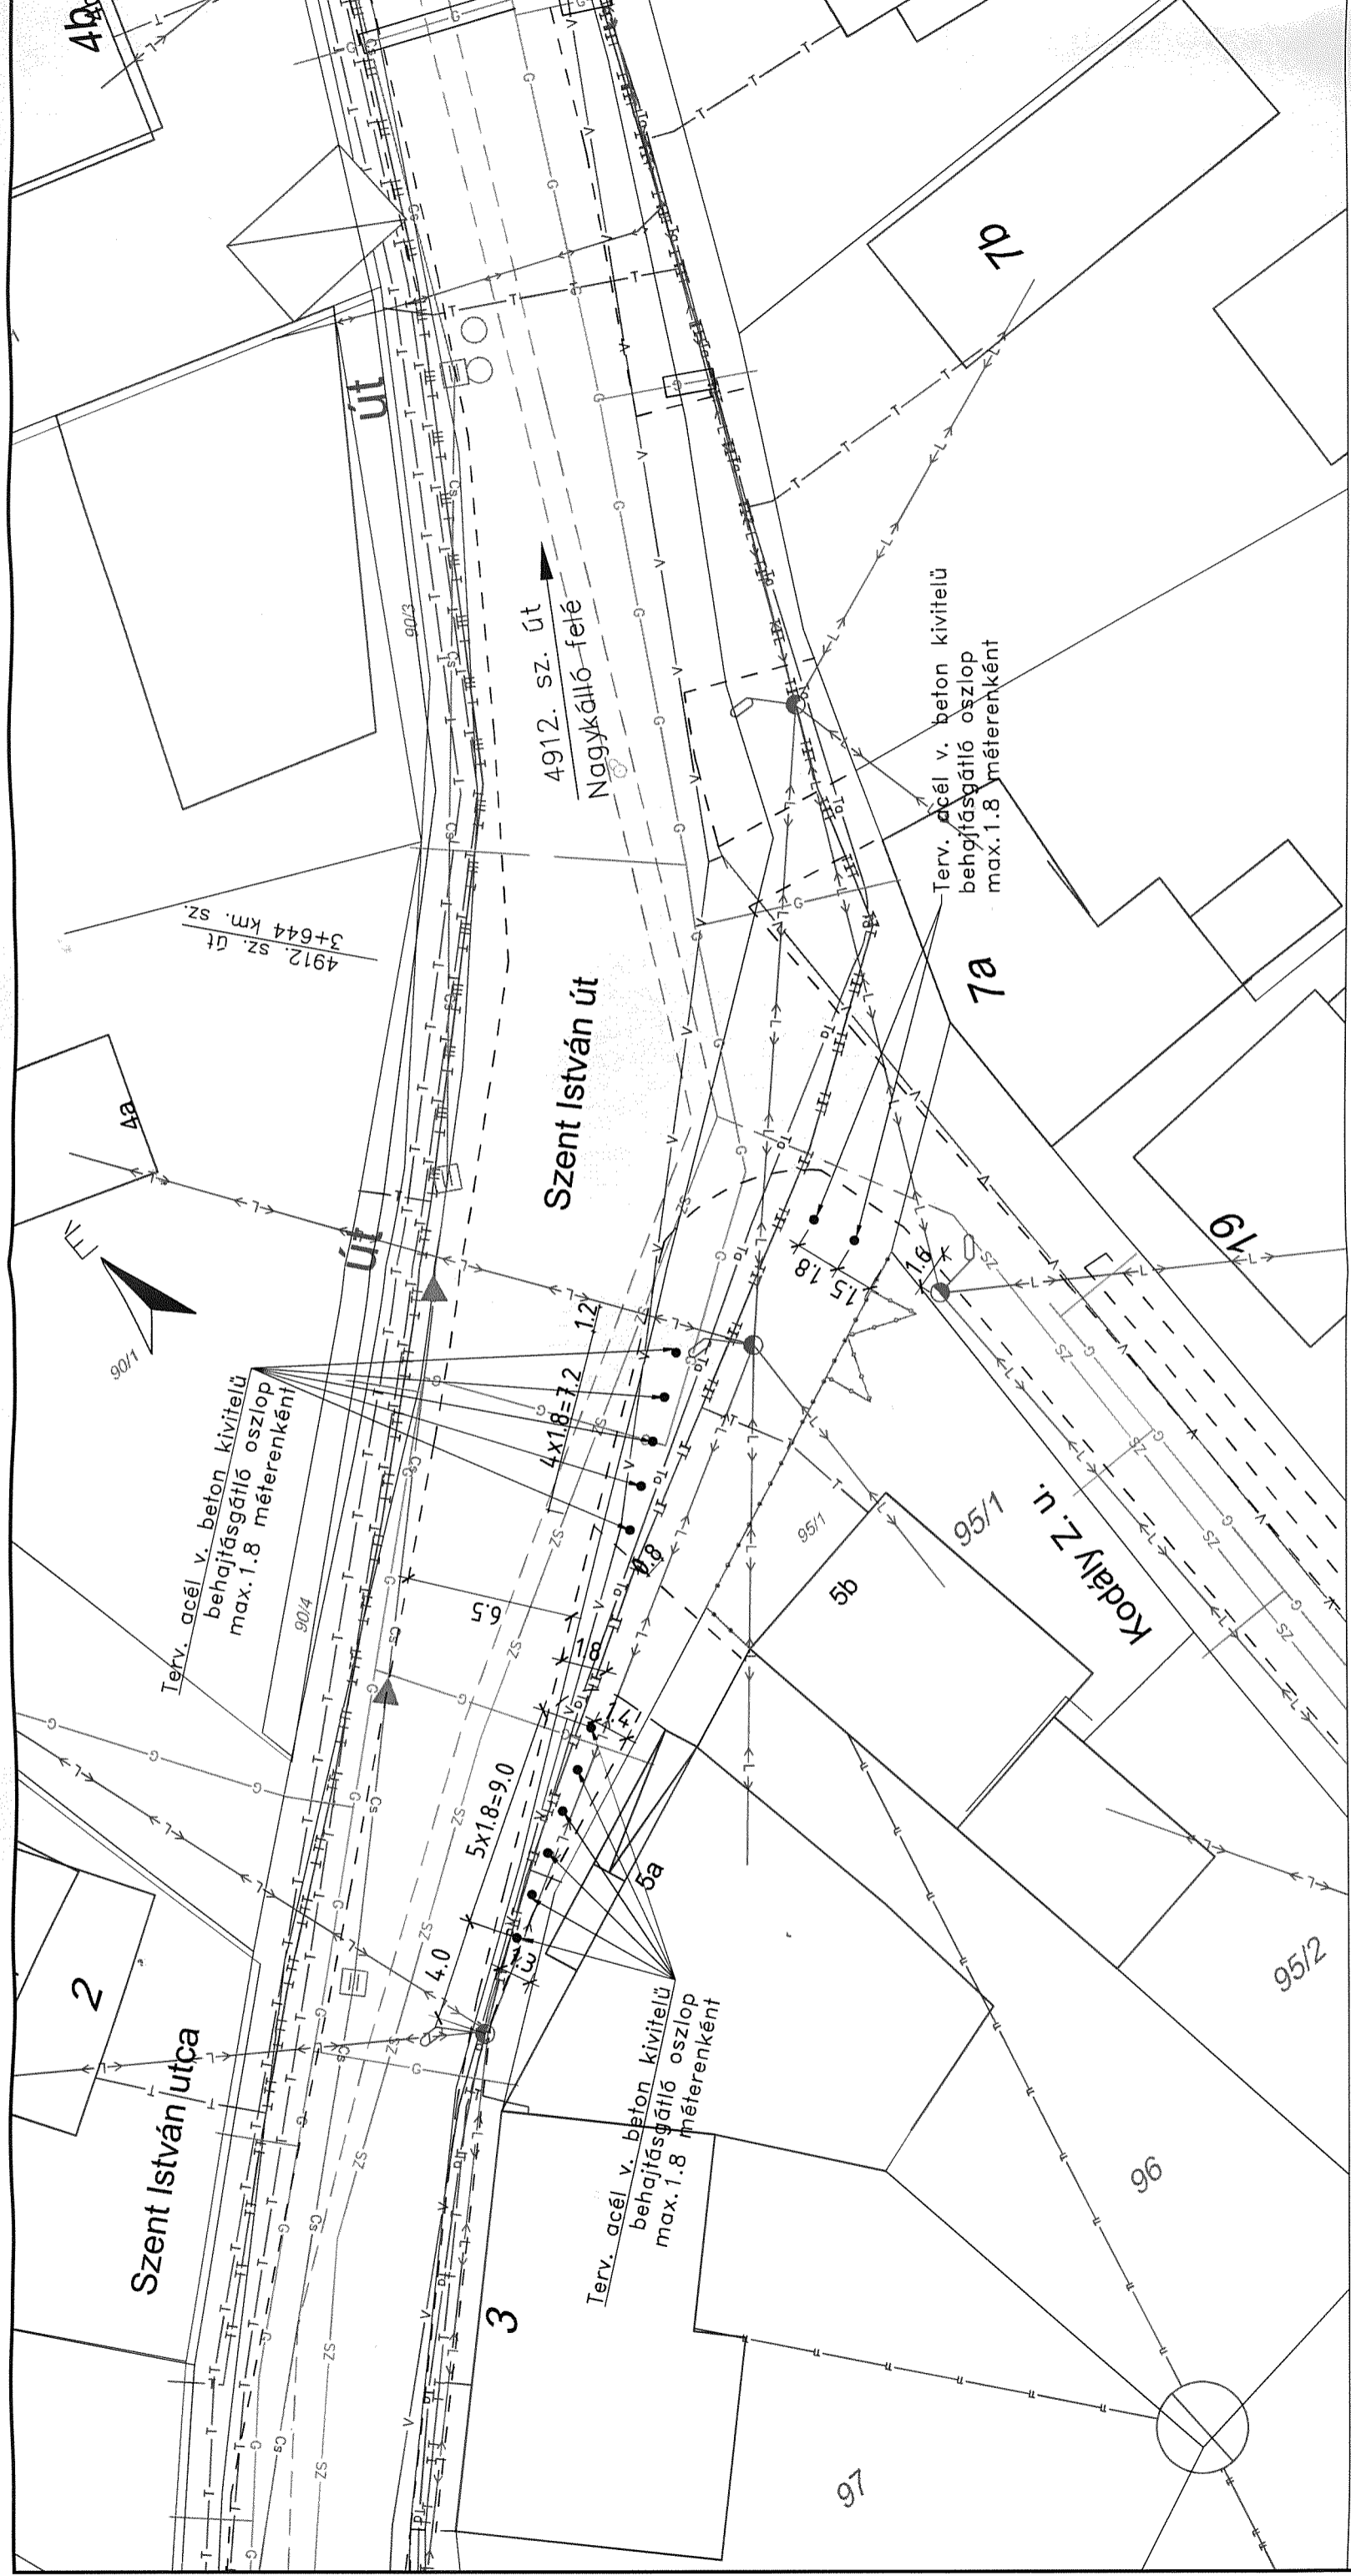 4b
7b
út
90/3
4912. sz. út
Nagykálló felé
4912. sz. út
3+644 km. sz.
Terv. acél v. beton kivitelű
behajtásgátló oszlop
max.1.8 méterenként
7a
Szent István út
4a
É
90/1
út
19
1.8
1.5
1.6
1.2
4x1.8=7.2
Terv. acél v. beton kivitelű
behajtásgátló oszlop
max.1.8 méterenként
90/4
0.8
6.5
1.8
95/1
95/1
5b
Kodály Z. u.
5x1.8=9.0
5a
4.0
2
Szent István utca
Terv. acél v. beton kivitelű
behajtásgátló oszlop
max.1.8 méterenként
95/2
96
3
97